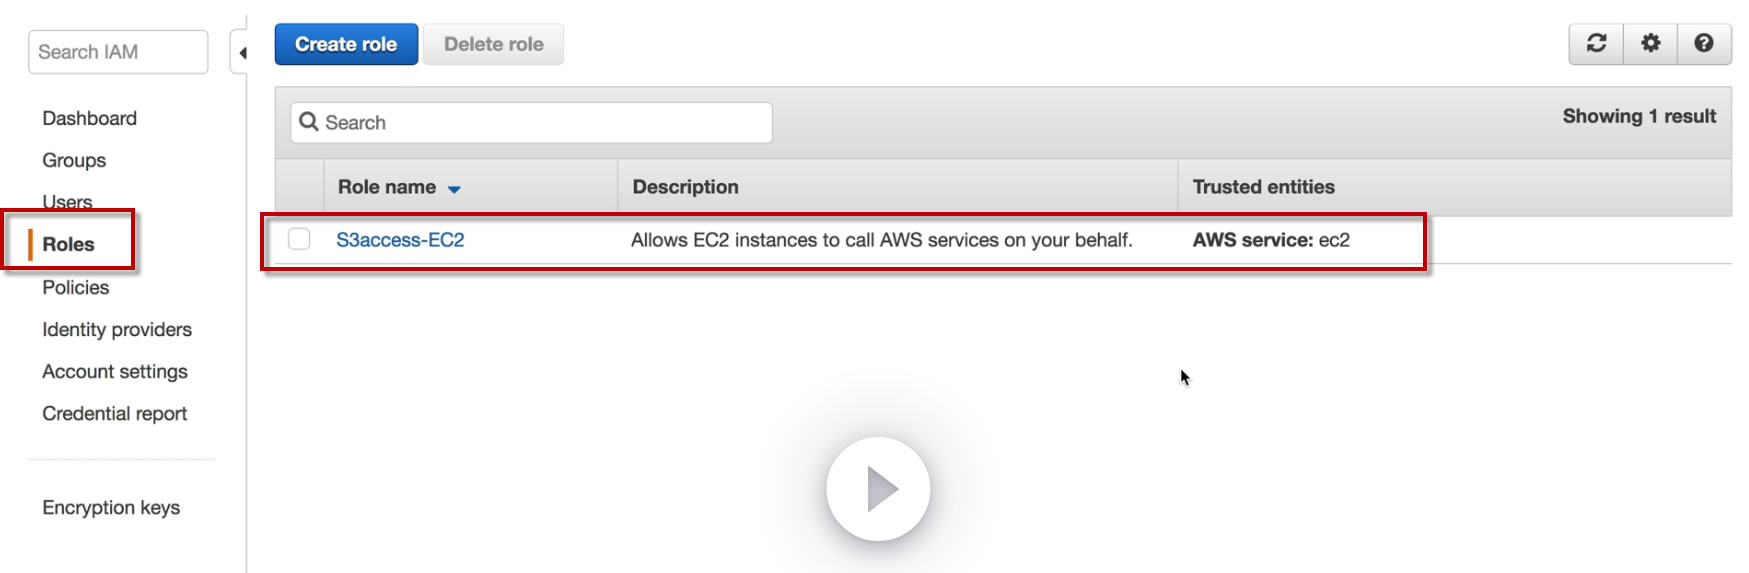 Search IAM
Create role
Delete role
Dashboard
Groups
Users
Roles
Policies
Identity providers
Account settings
Credential report
Encryption keys
Search
Showing 1 result
Role name
Description
Trusted entities
S3access-EC2
Allows EC2 instances to call AWS services on your behalf.
AWS service: ec2